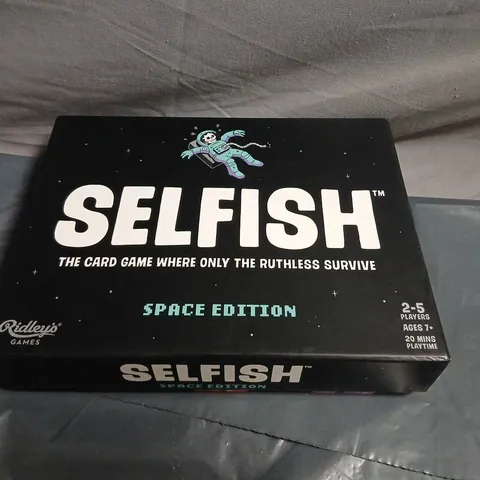 SELFISH™
THE CARD GAME WHERE ONLY THE RUTHLESS SURVIVE
SPACE EDITION
Ridley's
GAMES
2-5
PLAYERS
AGES 7+
20 MINS
PLAYTIME
SELFISH™
SPACE EDITION